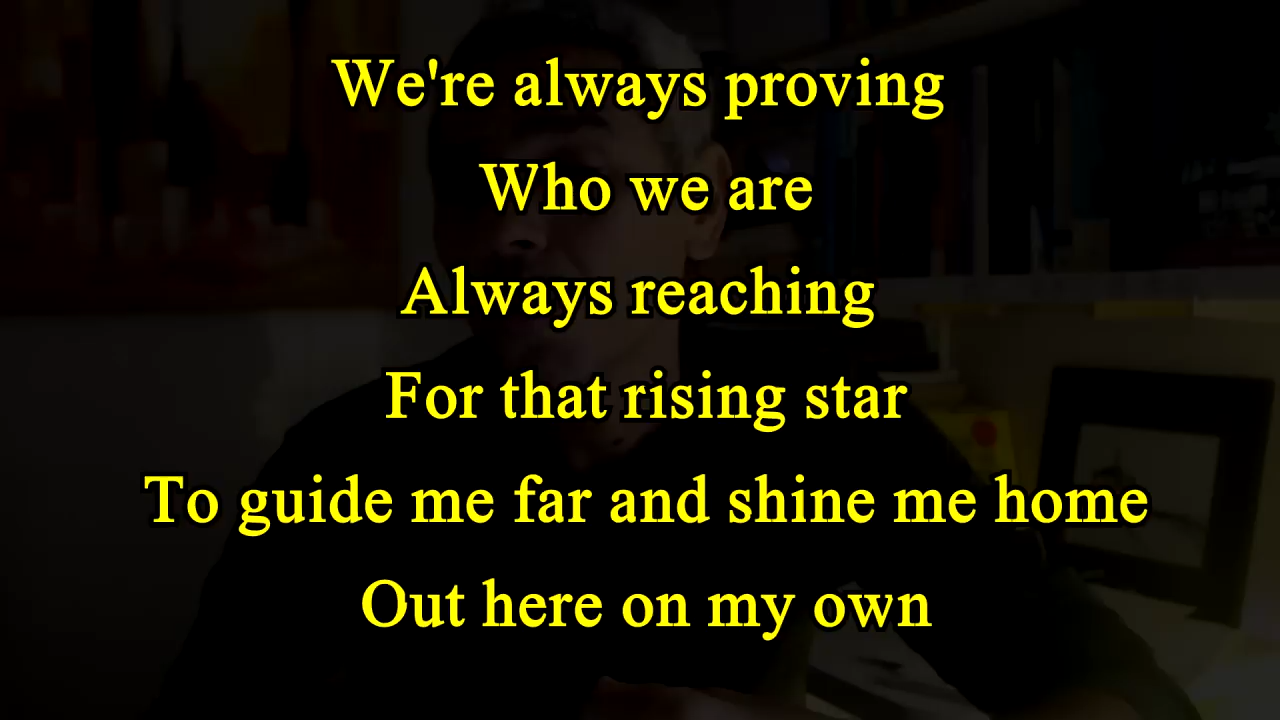 We're always proving
Who we are
Always reaching
For that rising star
To guide me far and shine me home
Out here on my own